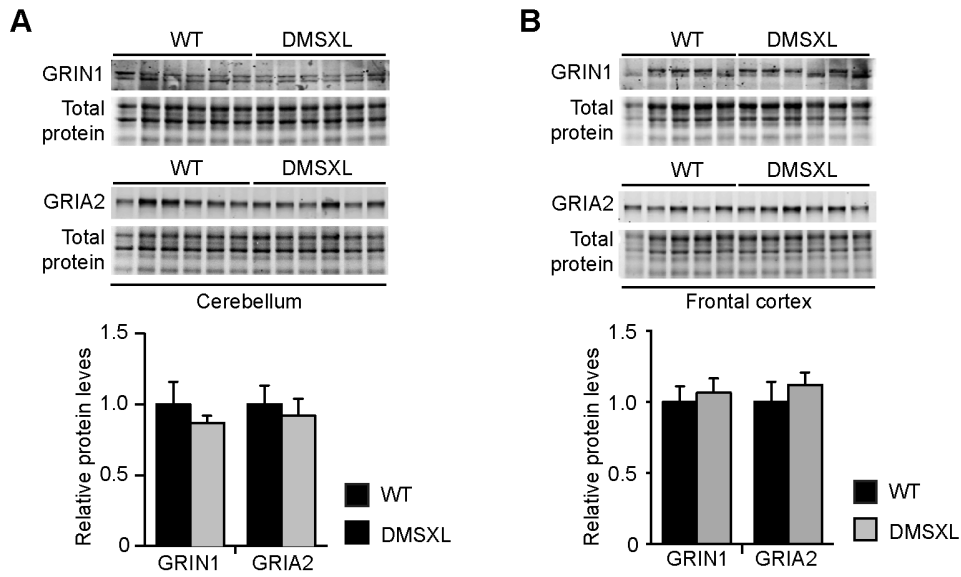 A
WT DMSXL
GRIN1
Total
protein
WT DMSXL
GRIA2
Total
protein
Cerebellum
Relative protein leves
1.5
1.0
0.5
0
GRIN1 GRIA2
WT
DMSXL
B
WT DMSXL
GRIN1
Total
protein
WT DMSXL
GRIA2
Total
protein
Frontal cortex
Relative protein leves
1.5
1.0
0.5
0
GRIN1 GRIA2
WT
DMSXL